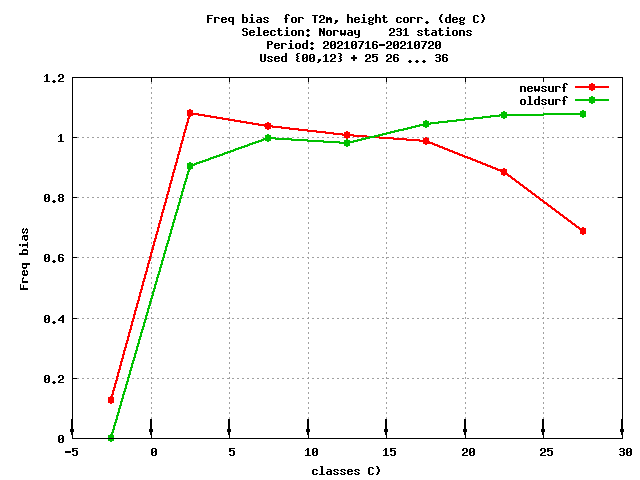 Freq bias  for T2m, height corr. (deg C)
Selection: Norway    231 stations
Period: 20210716-20210720
Used {00,12} + 25 26 ... 36
newsurf
oldsurf
1.2
1
0.8
0.6
0.4
0.2
0
Freq bias
-5
0
5
10
15
20
25
30
classes C)